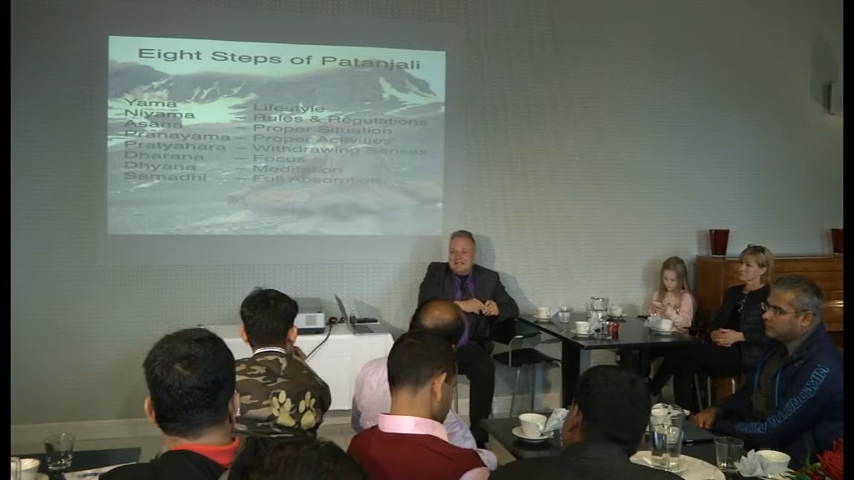 Eight Steps of Patanjali
Yama – Lifestyle
Niyama – Rules & Regulations
Asana – Proper Situation
Pranayama – Proper Activities
Pratyahara – Withdrawing Senses
Dharana – Focus
Dhyana – Meditation
Samadhi – Full Absorption